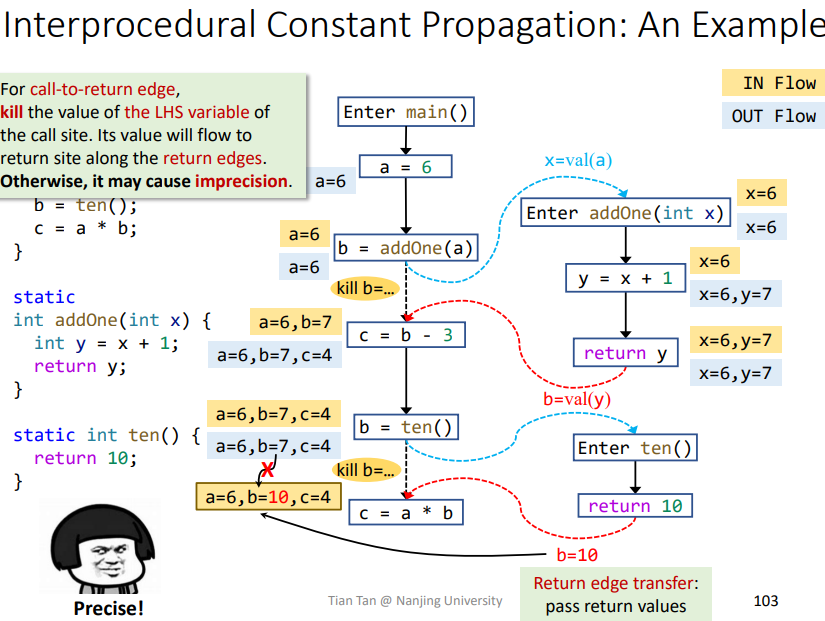 Interprocedural Constant Propagation: An Example
For call-to-return edge,
kill the value of the LHS variable of
the call site. Its value will flow to
return site along the return edges.
Otherwise, it may cause imprecision.
b = ten();
c = a * b;
}
static
int addOne(int x) {
int y = x + 1;
return y;
}
static int ten() {
return 10;
}
Precise!
Enter main()
a = 6
a=6
a=6
b = addOne(a)
a=6
kill b=…
a=6,b=7
c = b - 3
a=6,b=7,c=4
a=6,b=7,c=4
b = ten()
a=6,b=7,c=4
X
kill b=…
a=6,b=10,c=4
c = a * b
IN Flow
OUT Flow
x=val(a)
x=6
Enter addOne(int x)
x=6
x=6
y = x + 1
x=6,y=7
x=6,y=7
return y
x=6,y=7
b=val(y)
Enter ten()
return 10
b=10
Return edge transfer:
pass return values
Tian Tan @ Nanjing University
103